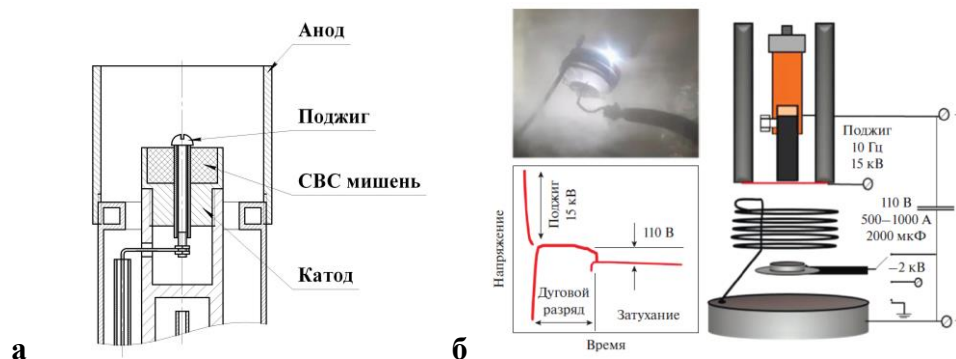 Анод
Поджиг
СВС мишень
Катод
а
б
Напряжение
Поджиг
15 кВ
110 В
Дуговой
разряд
Затухание
Время
Поджиг
10 Гц
15 кВ
110 В
500–1000 А
2000 мкФ
–2 кВ